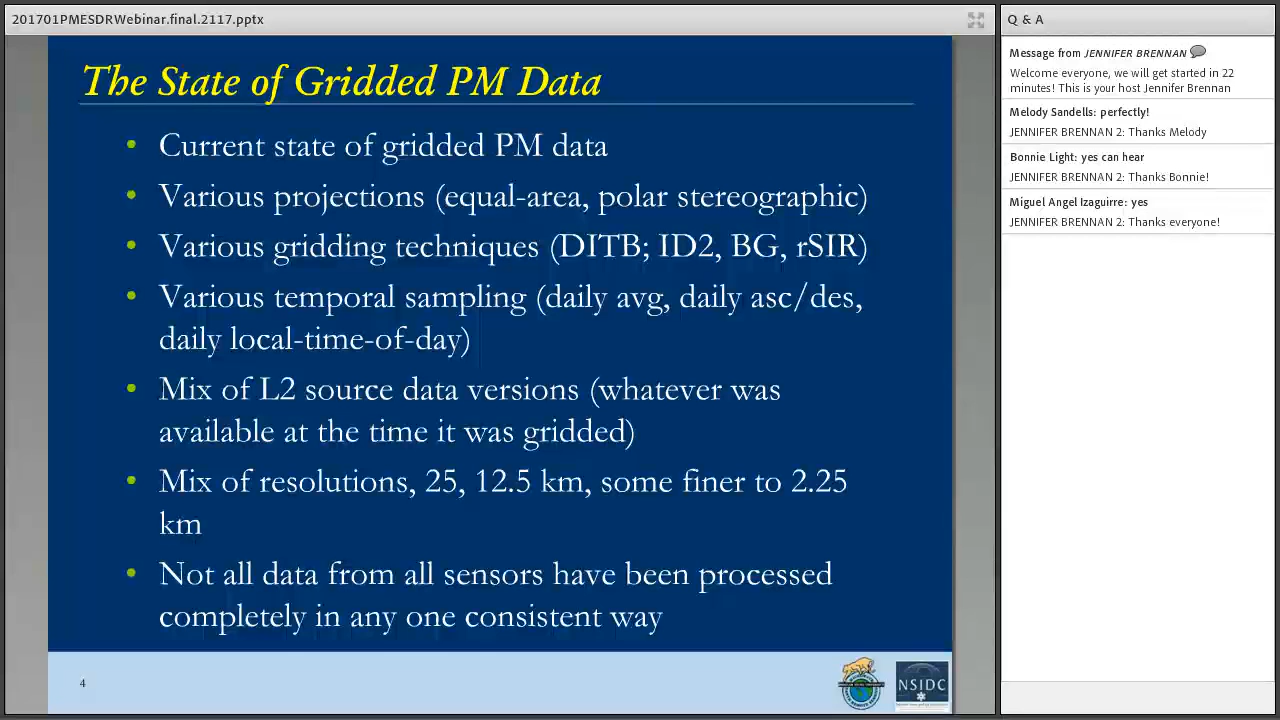 201701PMESDRWebinar.final.2117.pptx
The State of Gridded PM Data
• Current state of gridded PM data
• Various projections (equal-area, polar stereographic)
• Various gridding techniques (DITB; ID2, BG, rSIR)
• Various temporal sampling (daily avg, daily asc/des,
daily local-time-of-day)
• Mix of L2 source data versions (whatever was
available at the time it was gridded)
• Mix of resolutions, 25, 12.5 km, some finer to 2.25
km
• Not all data from all sensors have been processed
completely in any one consistent way
4
NSIDC
Q & A
Message from JENNIFER BRENNAN
Welcome everyone, we will get started in 22
minutes! This is your host Jennifer Brennan
Melody Sandells: perfectly!
JENNIFER BRENNAN 2: Thanks Melody
Bonnie Light: yes can hear
JENNIFER BRENNAN 2: Thanks Bonnie!
Miguel Angel Izaguirre: yes
JENNIFER BRENNAN 2: Thanks everyone!